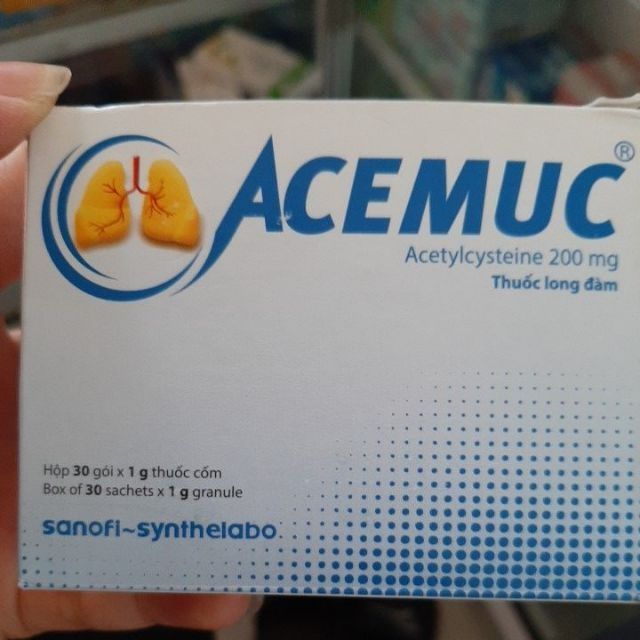 ACEMUC®
Acetylcysteine 200 mg
Thuốc long đàm
Hộp 30 gói x 1 g thuốc cốm
Box of 30 sachets x 1 g granule
sanofi~synthelabo